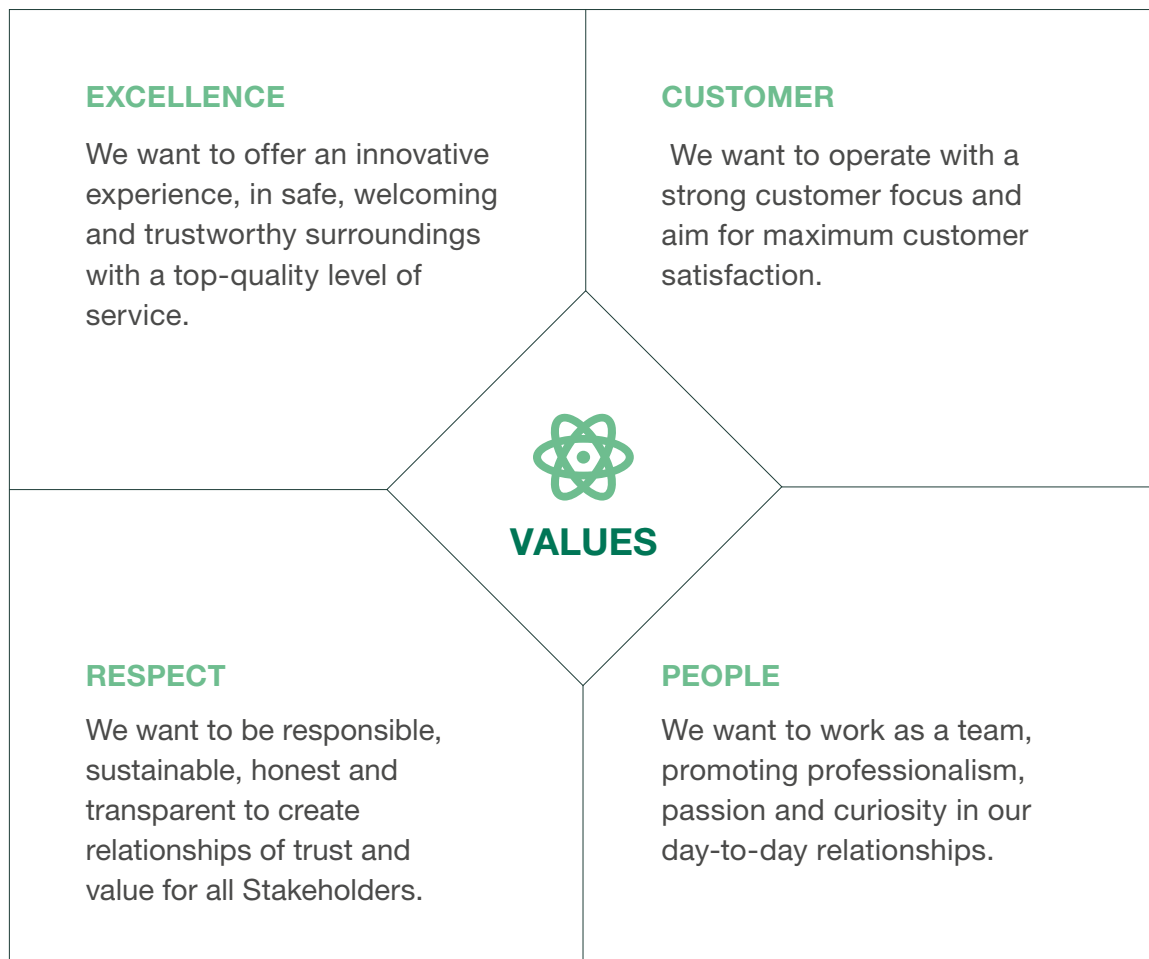 EXCELLENCE
We want to offer an innovative
experience, in safe, welcoming
and trustworthy surroundings
with a top-quality level of
service.
CUSTOMER
We want to operate with a
strong customer focus and
aim for maximum customer
satisfaction.
VALUES
RESPECT
We want to be responsible,
sustainable, honest and
transparent to create
relationships of trust and
value for all Stakeholders.
PEOPLE
We want to work as a team,
promoting professionalism,
passion and curiosity in our
day-to-day relationships.